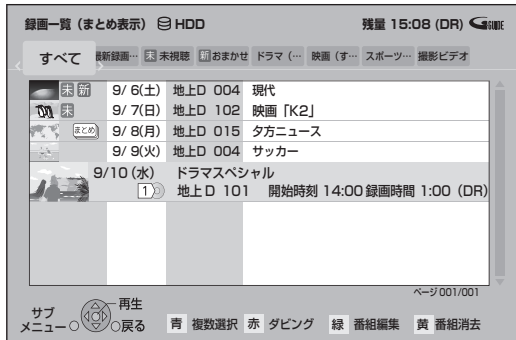 録画一覧（まとめ表示） HDD 残量 15:08 (DR) GGUIDE
すべて 最新録画… 未 未視聴 新 おまかせ ドラマ（… 映画（す… スポーツ… 撮影ビデオ
未 新 9/ 6(土) 地上D 004 現代
未 9/ 7(日) 地上D 102 映画「K2」
まとめ 9/ 8(月) 地上D 015 夕方ニュース
9/ 9(火) 地上D 004 サッカー
9/10(水) ドラマスペシャル
1 地上D 101 開始時刻 14:00 録画時間 1:00 (DR)
ページ 001/001
サブメニュー 再生 戻る 青 複数選択 赤 ダビング 緑 番組編集 黄 番組消去